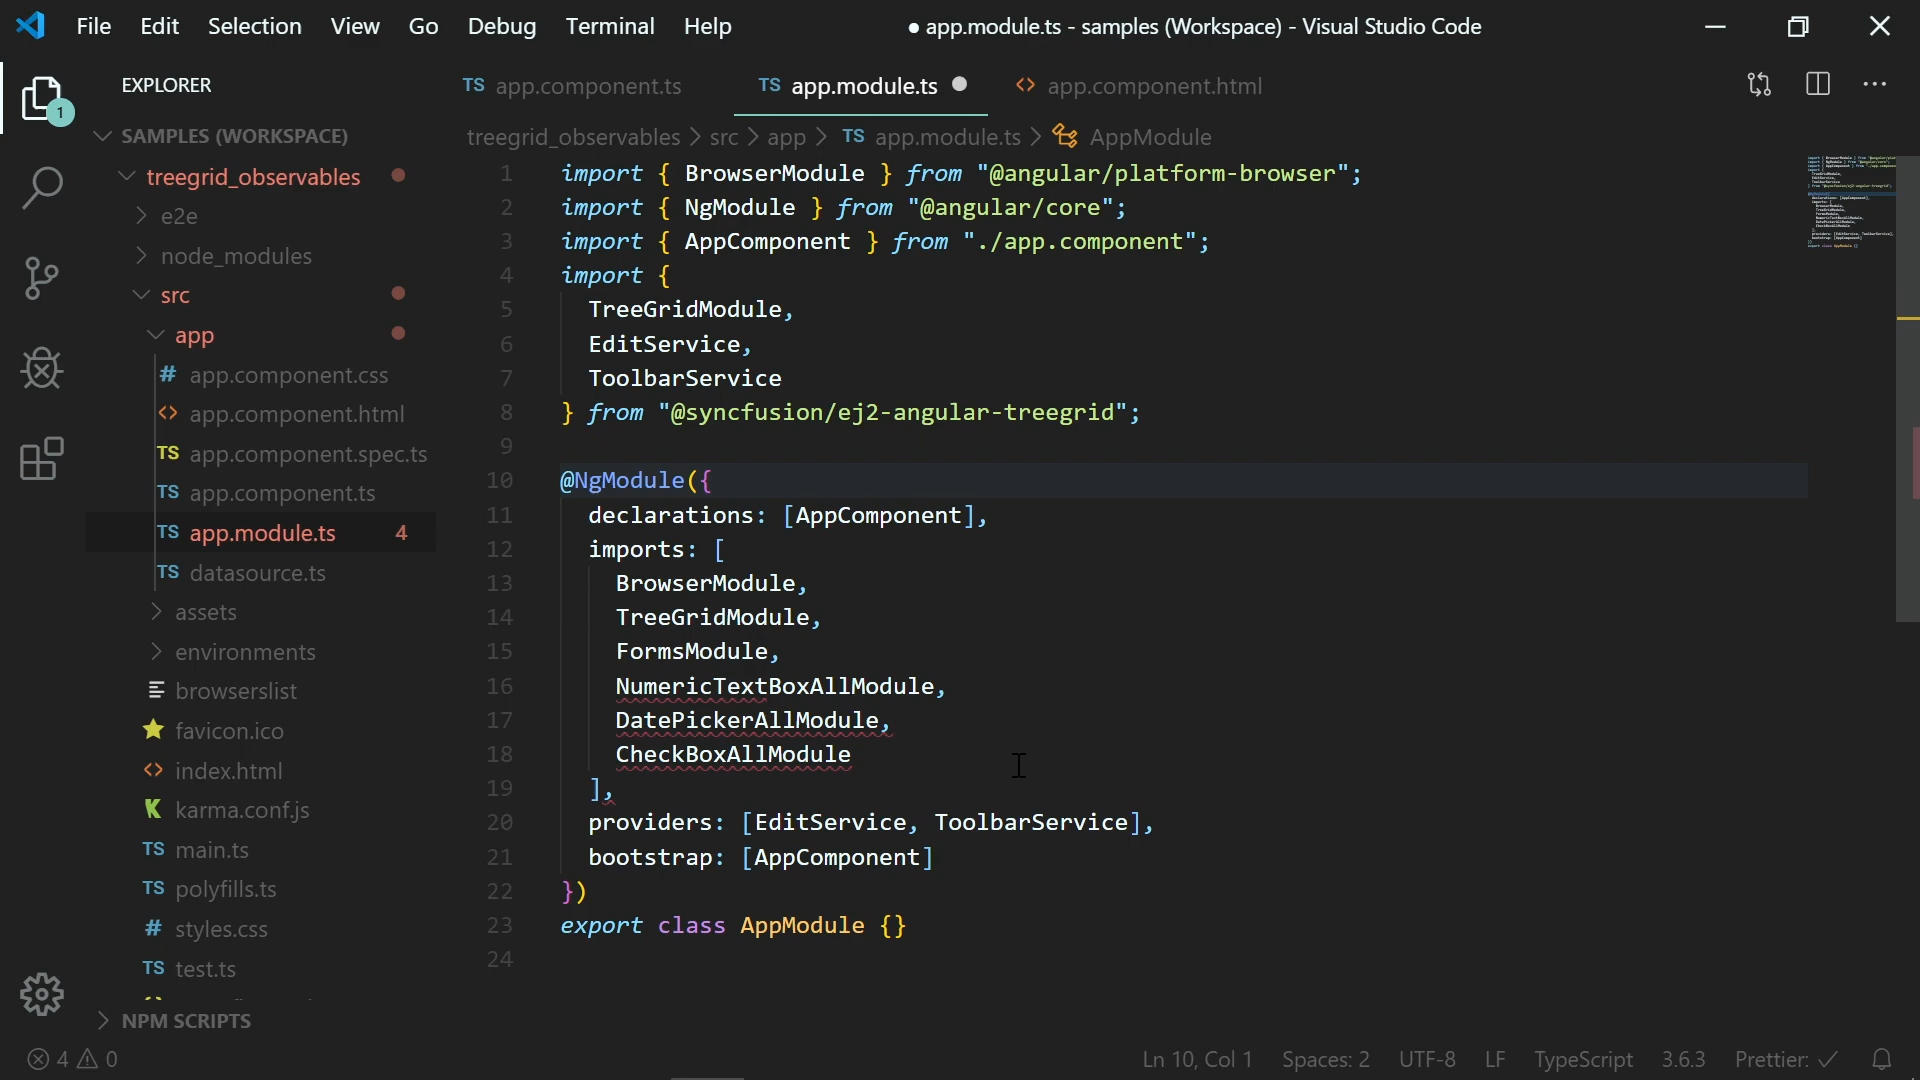 File Edit Selection View Go Debug Terminal Help
● app.module.ts - samples (Workspace) - Visual Studio Code
1
EXPLORER
SAMPLES (WORKSPACE)
treegrid_observables
e2e
node_modules
src
app
# app.component.css
<> app.component.html
TS app.component.spec.ts
TS app.component.ts
TS app.module.ts 4
TS datasource.ts
assets
environments
browserslist
favicon.ico
<> index.html
K karma.conf.js
TS main.ts
TS polyfills.ts
# styles.css
TS test.ts
NPM SCRIPTS
TS app.component.ts TS app.module.ts ● <> app.component.html
treegrid_observables > src > app > TS app.module.ts > AppModule
1 import { BrowserModule } from "@angular/platform-browser";
2 import { NgModule } from "@angular/core";
3 import { AppComponent } from "./app.component";
4 import {
5 TreeGridModule,
6 EditService,
7 ToolbarService
8 } from "@syncfusion/ej2-angular-treegrid";
9
10 @NgModule({
11 declarations: [AppComponent],
12 imports: [
13 BrowserModule,
14 TreeGridModule,
15 FormsModule,
16 NumericTextBoxAllModule,
17 DatePickerAllModule,
18 CheckBoxAllModule
19 ],
20 providers: [EditService, ToolbarService],
21 bootstrap: [AppComponent]
22 })
23 export class AppModule {}
24
4 0
Ln 10, Col 1 Spaces: 2 UTF-8 LF TypeScript 3.6.3 Prettier: ✓